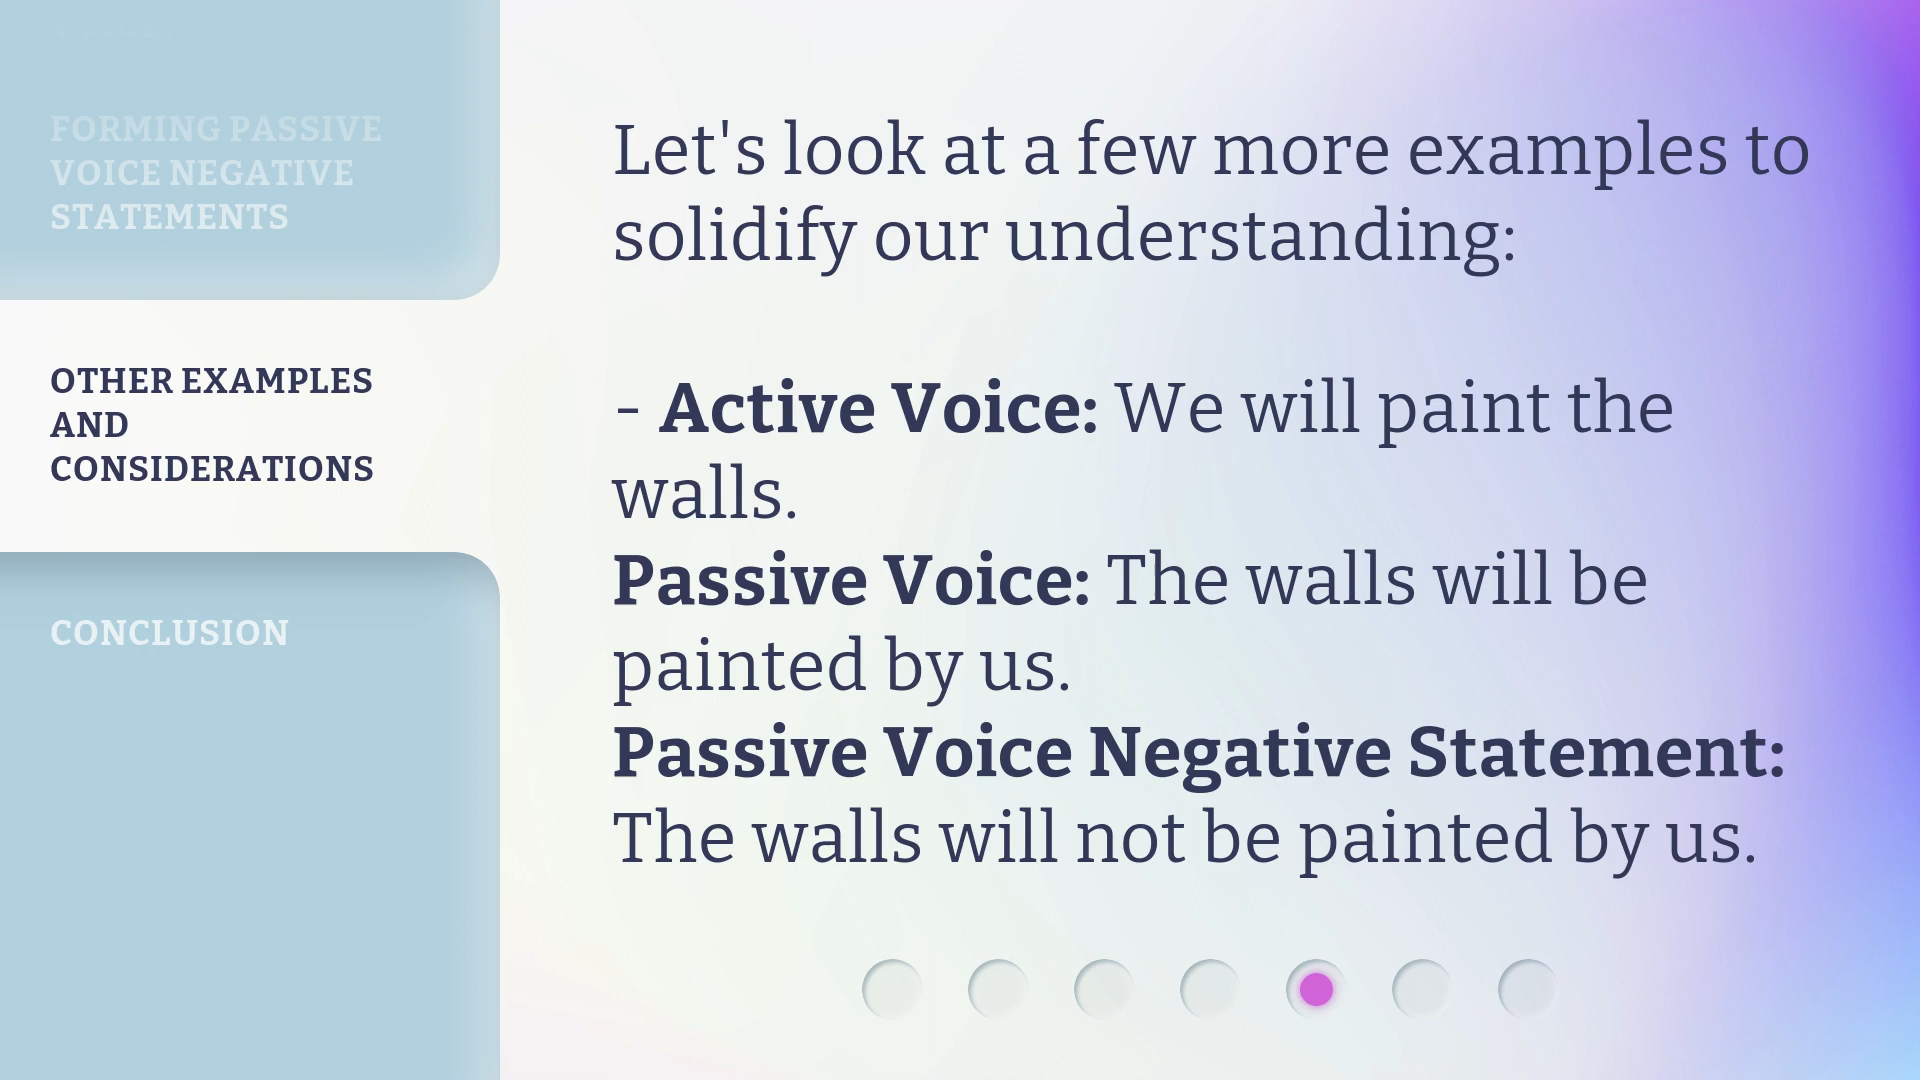 FORMING PASSIVE
VOICE NEGATIVE
STATEMENTS
OTHER EXAMPLES
AND
CONSIDERATIONS
CONCLUSION
Let's look at a few more examples to
solidify our understanding:
- Active Voice: We will paint the
walls.
Passive Voice: The walls will be
painted by us.
Passive Voice Negative Statement:
The walls will not be painted by us.